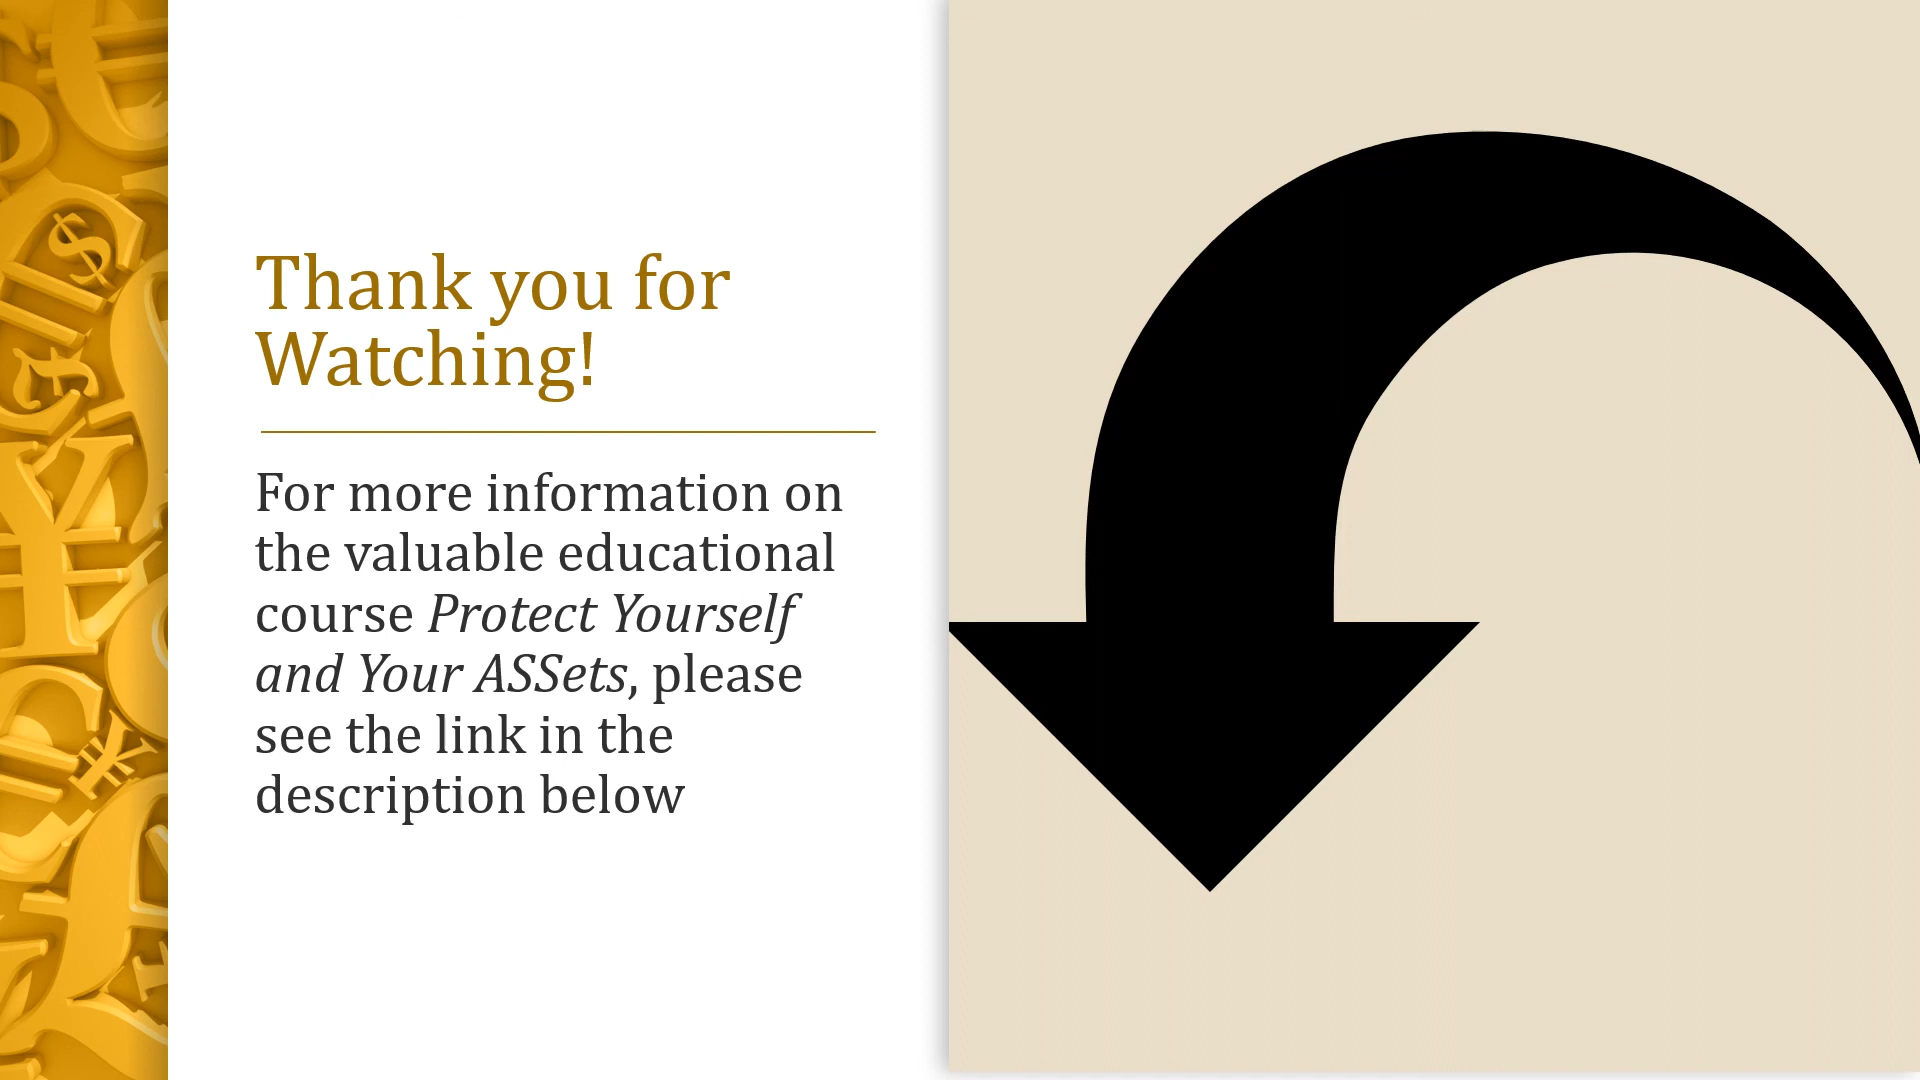 Thank you for
Watching!
For more information on
the valuable educational
course Protect Yourself
and Your ASSets, please
see the link in the
description below